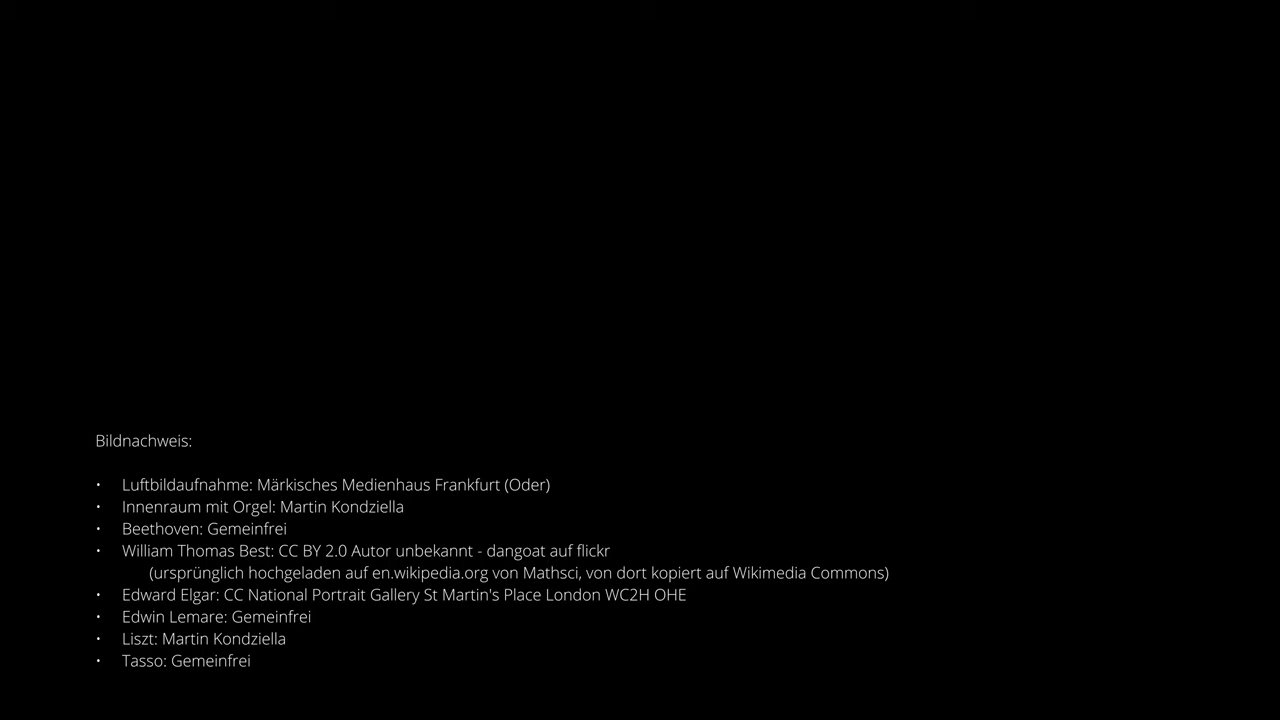 Bildnachweis:
• Luftbildaufnahme: Märkisches Medienhaus Frankfurt (Oder)
• Innenraum mit Orgel: Martin Kondziella
• Beethoven: Gemeinfrei
• William Thomas Best: CC BY 2.0 Autor unbekannt - dangoat auf flickr
(ursprünglich hochgeladen auf en.wikipedia.org von Mathsci, von dort kopiert auf Wikimedia Commons)
• Edward Elgar: CC National Portrait Gallery St Martin's Place London WC2H OHE
• Edwin Lemare: Gemeinfrei
• Liszt: Martin Kondziella
• Tasso: Gemeinfrei